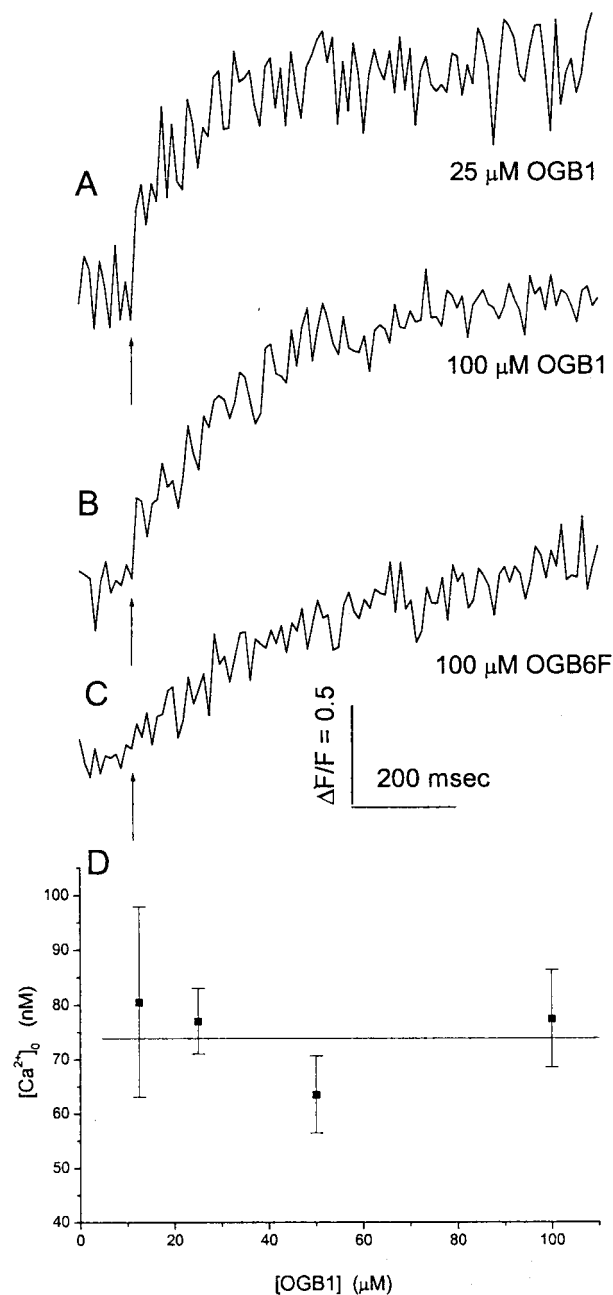 A
25 μM OGB1
100 μM OGB1
B
100 μM OGB6F
C
ΔF/F = 0.5
200 msec
D
100
90
80
70
60
50
40
[Ca²⁺]₀ (nM)
0 20 40 60 80 100
[OGB1] (μM)